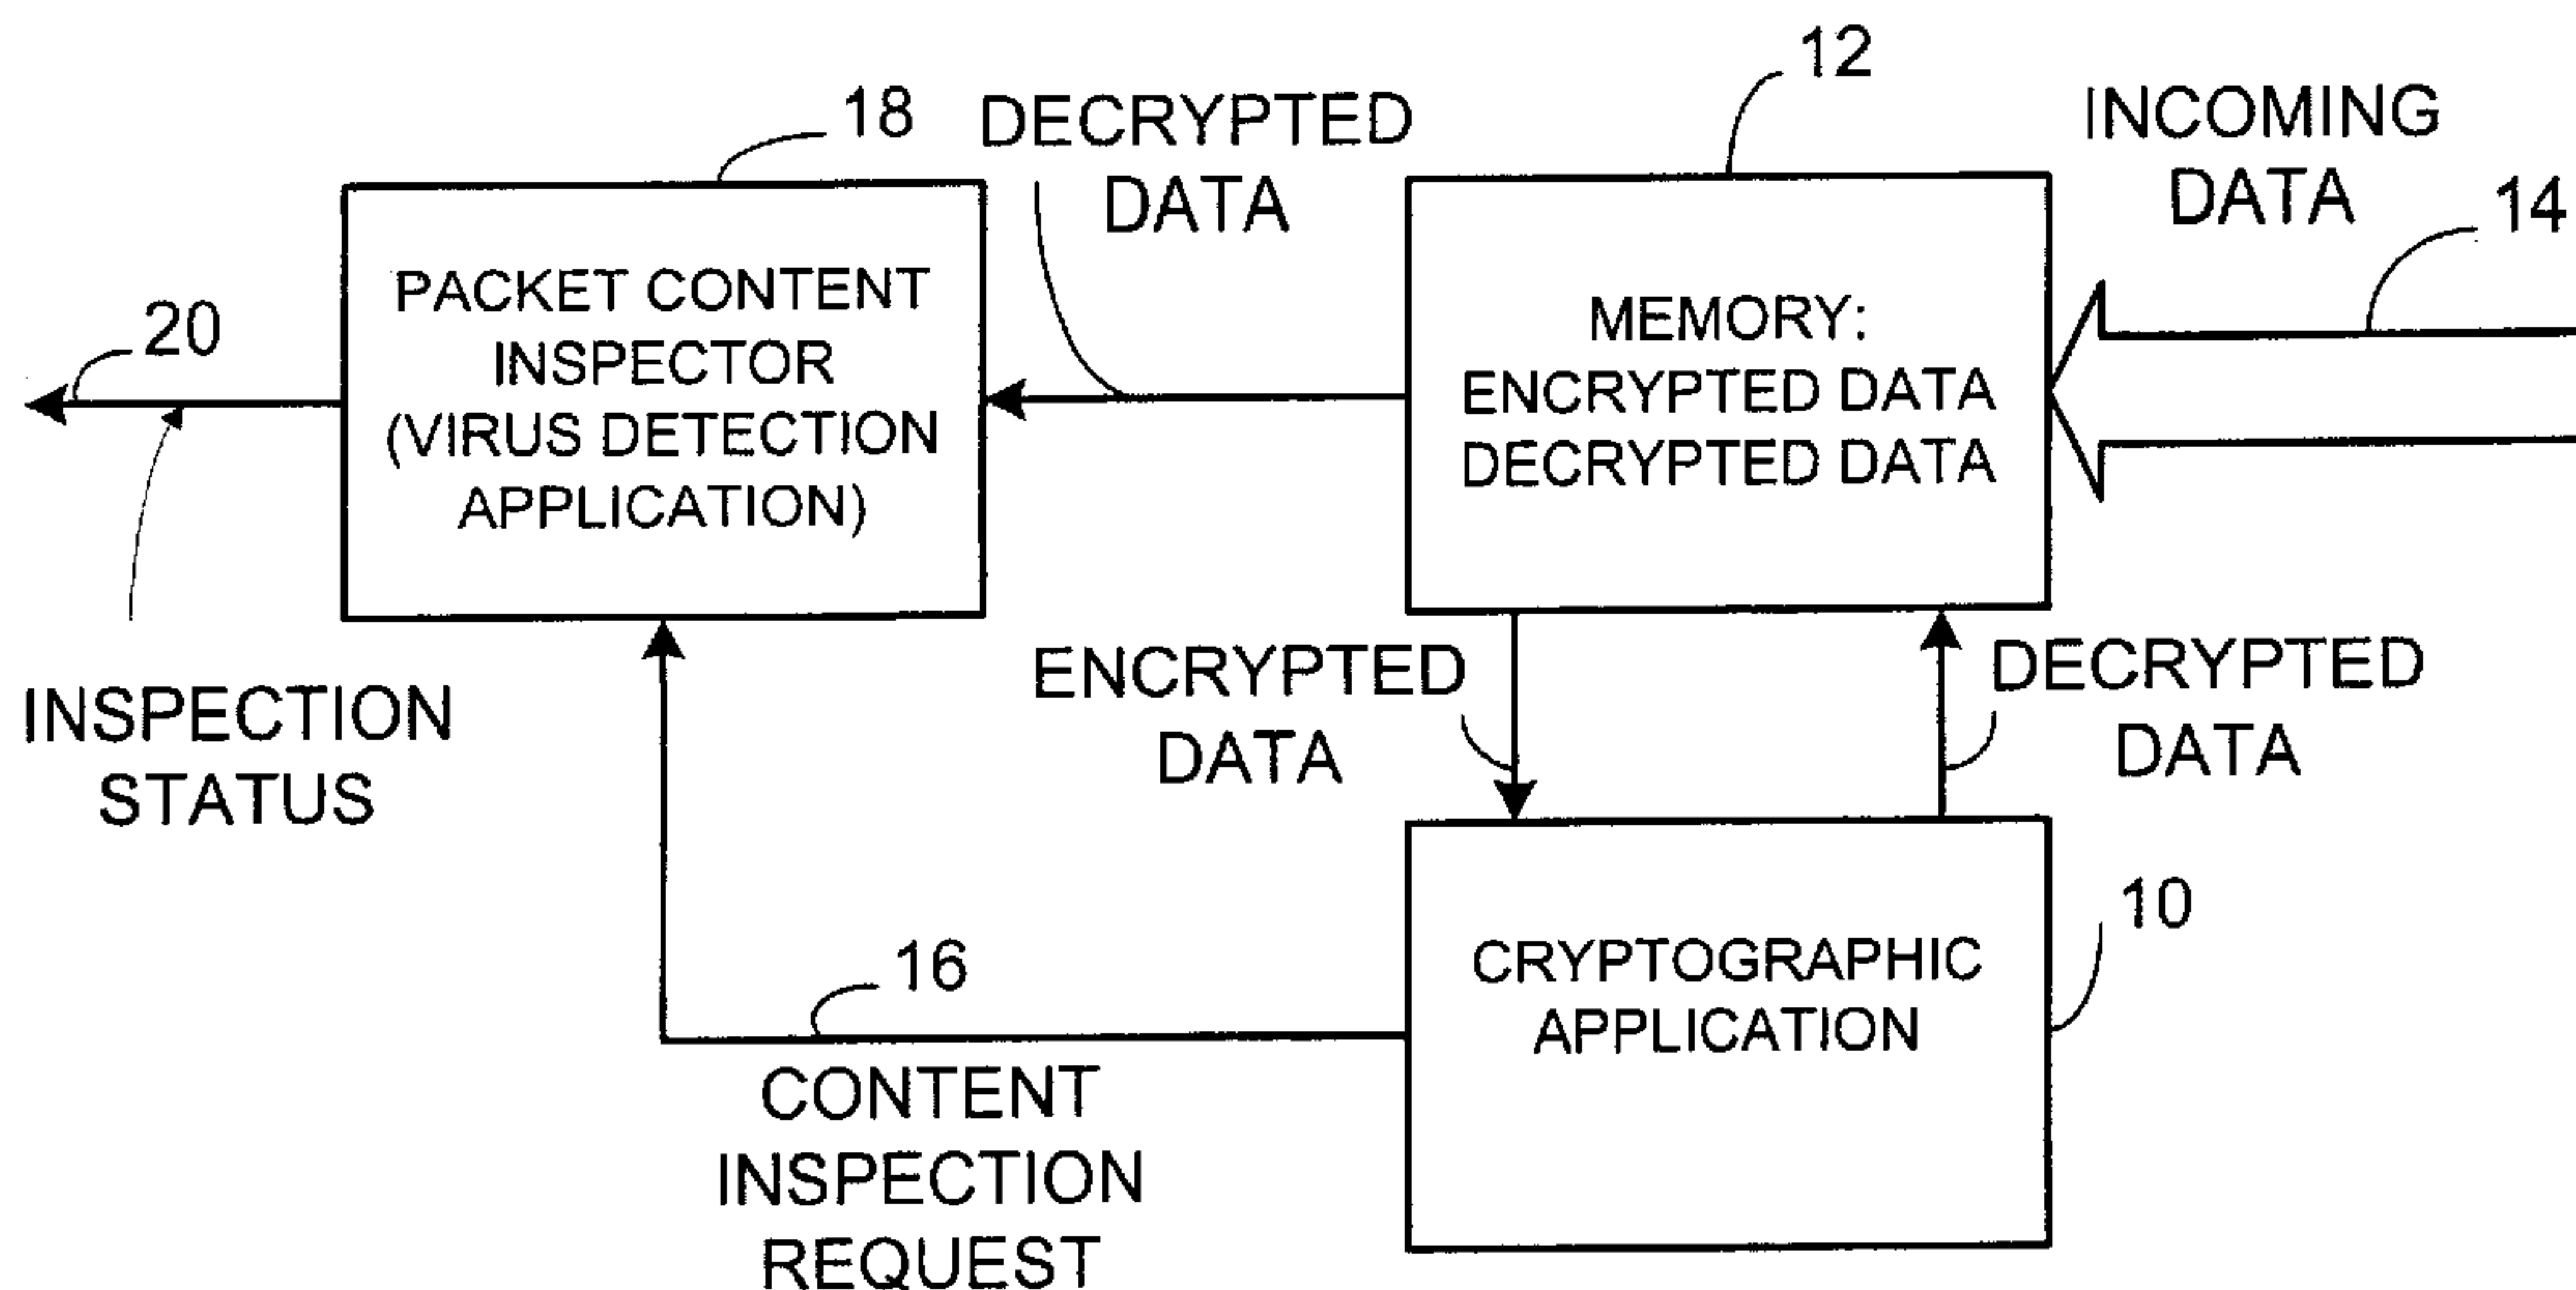 12
18
DECRYPTED
DATA
INCOMING
DATA
14
20
PACKET CONTENT
INSPECTOR
(VIRUS DETECTION
APPLICATION)
MEMORY:
ENCRYPTED DATA
DECRYPTED DATA
INSPECTION
STATUS
ENCRYPTED
DATA
DECRYPTED
DATA
10
16
CONTENT
INSPECTION
REQUEST
CRYPTOGRAPHIC
APPLICATION